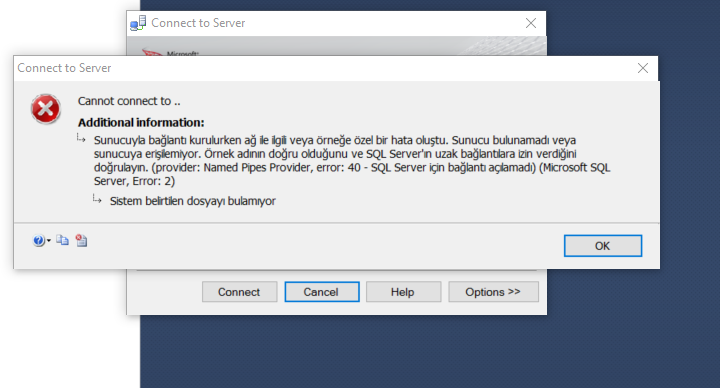 Connect to Server
Microsoft:
Connect to Server
Cannot connect to ..
Additional information:
Sunucuyla bağlantı kurulurken ağ ile ilgili veya örneğe özel bir hata oluştu. Sunucu bulunamadı veya
sunucuya erişilemiyor. Örnek adının doğru olduğunu ve SQL Server'ın uzak bağlantılara izin verdiğini
doğrulayın. (provider: Named Pipes Provider, error: 40 - SQL Server için bağlantı açılamadı) (Microsoft SQL
Server, Error: 2)
Sistem belirtilen dosyayı bulamıyor
OK
Connect Cancel Help Options >>